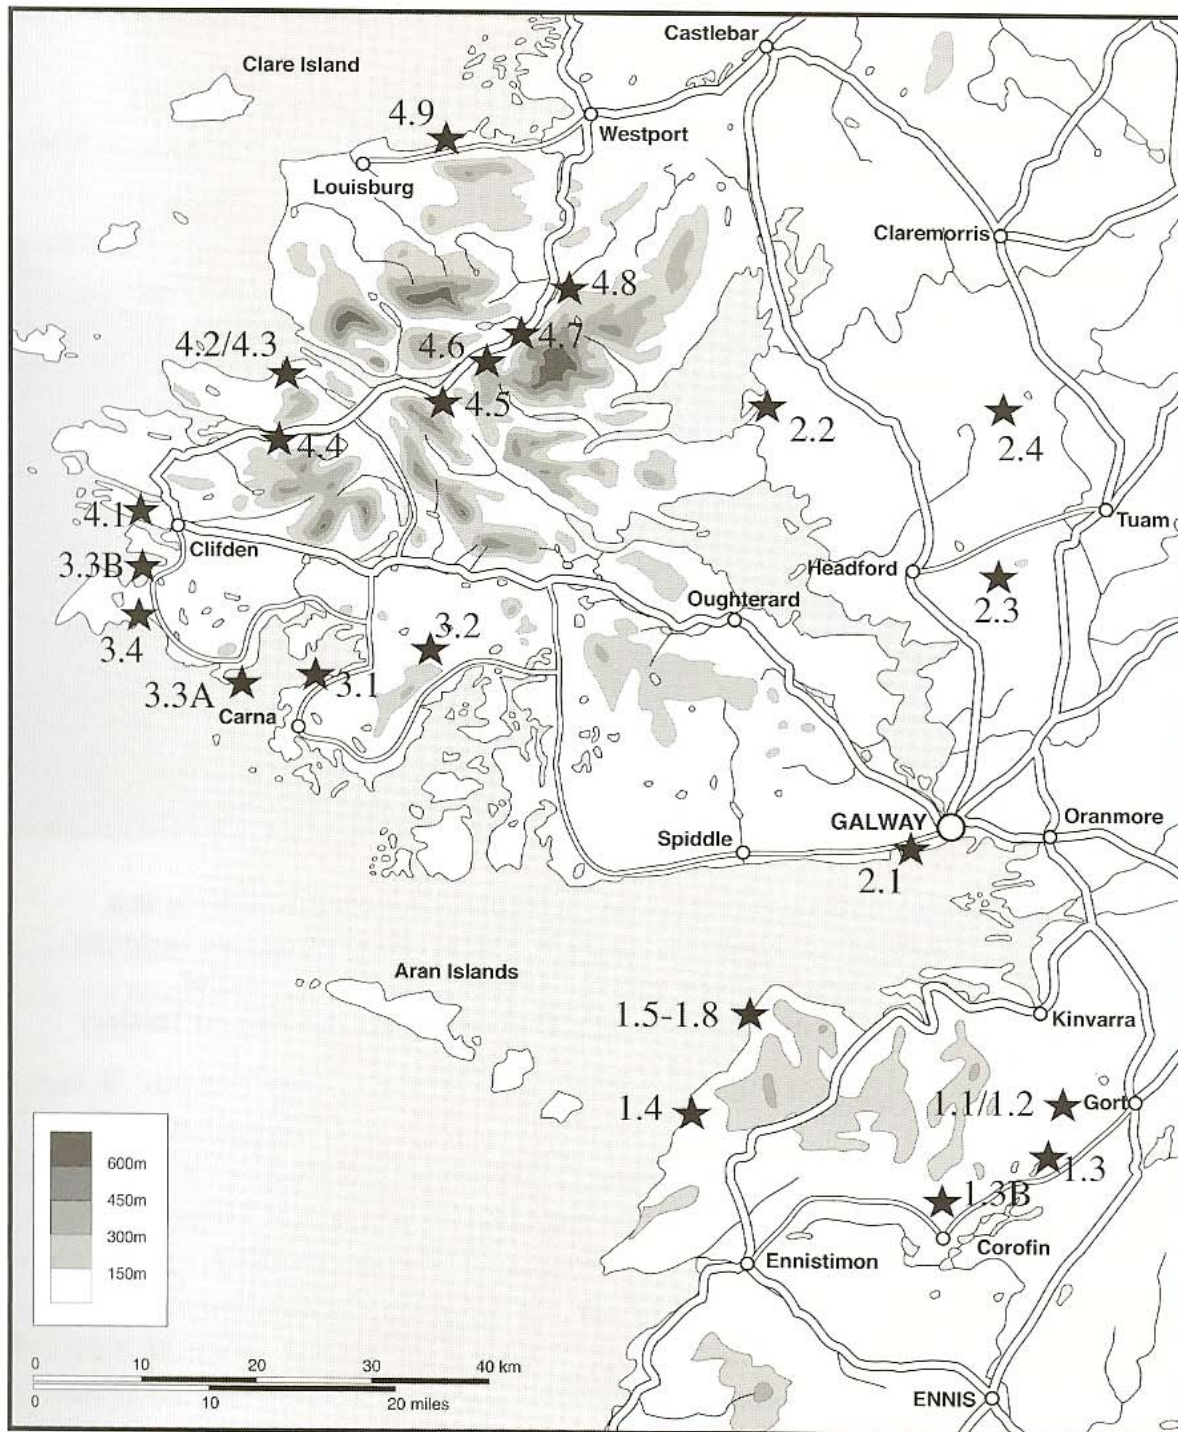 Castlebar
Clare Island
4.9
Westport
Louisburg
Claremorris
4.8
4.7
4.2/4.3
4.6
4.5
2.2
2.4
4.4
4.1
Tuam
Clifden
3.3B
Headford
2.3
Oughterard
3.4
3.2
3.1
3.3A
Carna
GALWAY
Oranmore
Spiddle
2.1
Aran Islands
1.5-1.8
Kinvarra
1.4
1.1/1.2
Gort
1.3
1.3B
Corofin
Ennistimon
600m
450m
300m
150m
0 10 20 30 40 km
0 10 20 miles
ENNIS